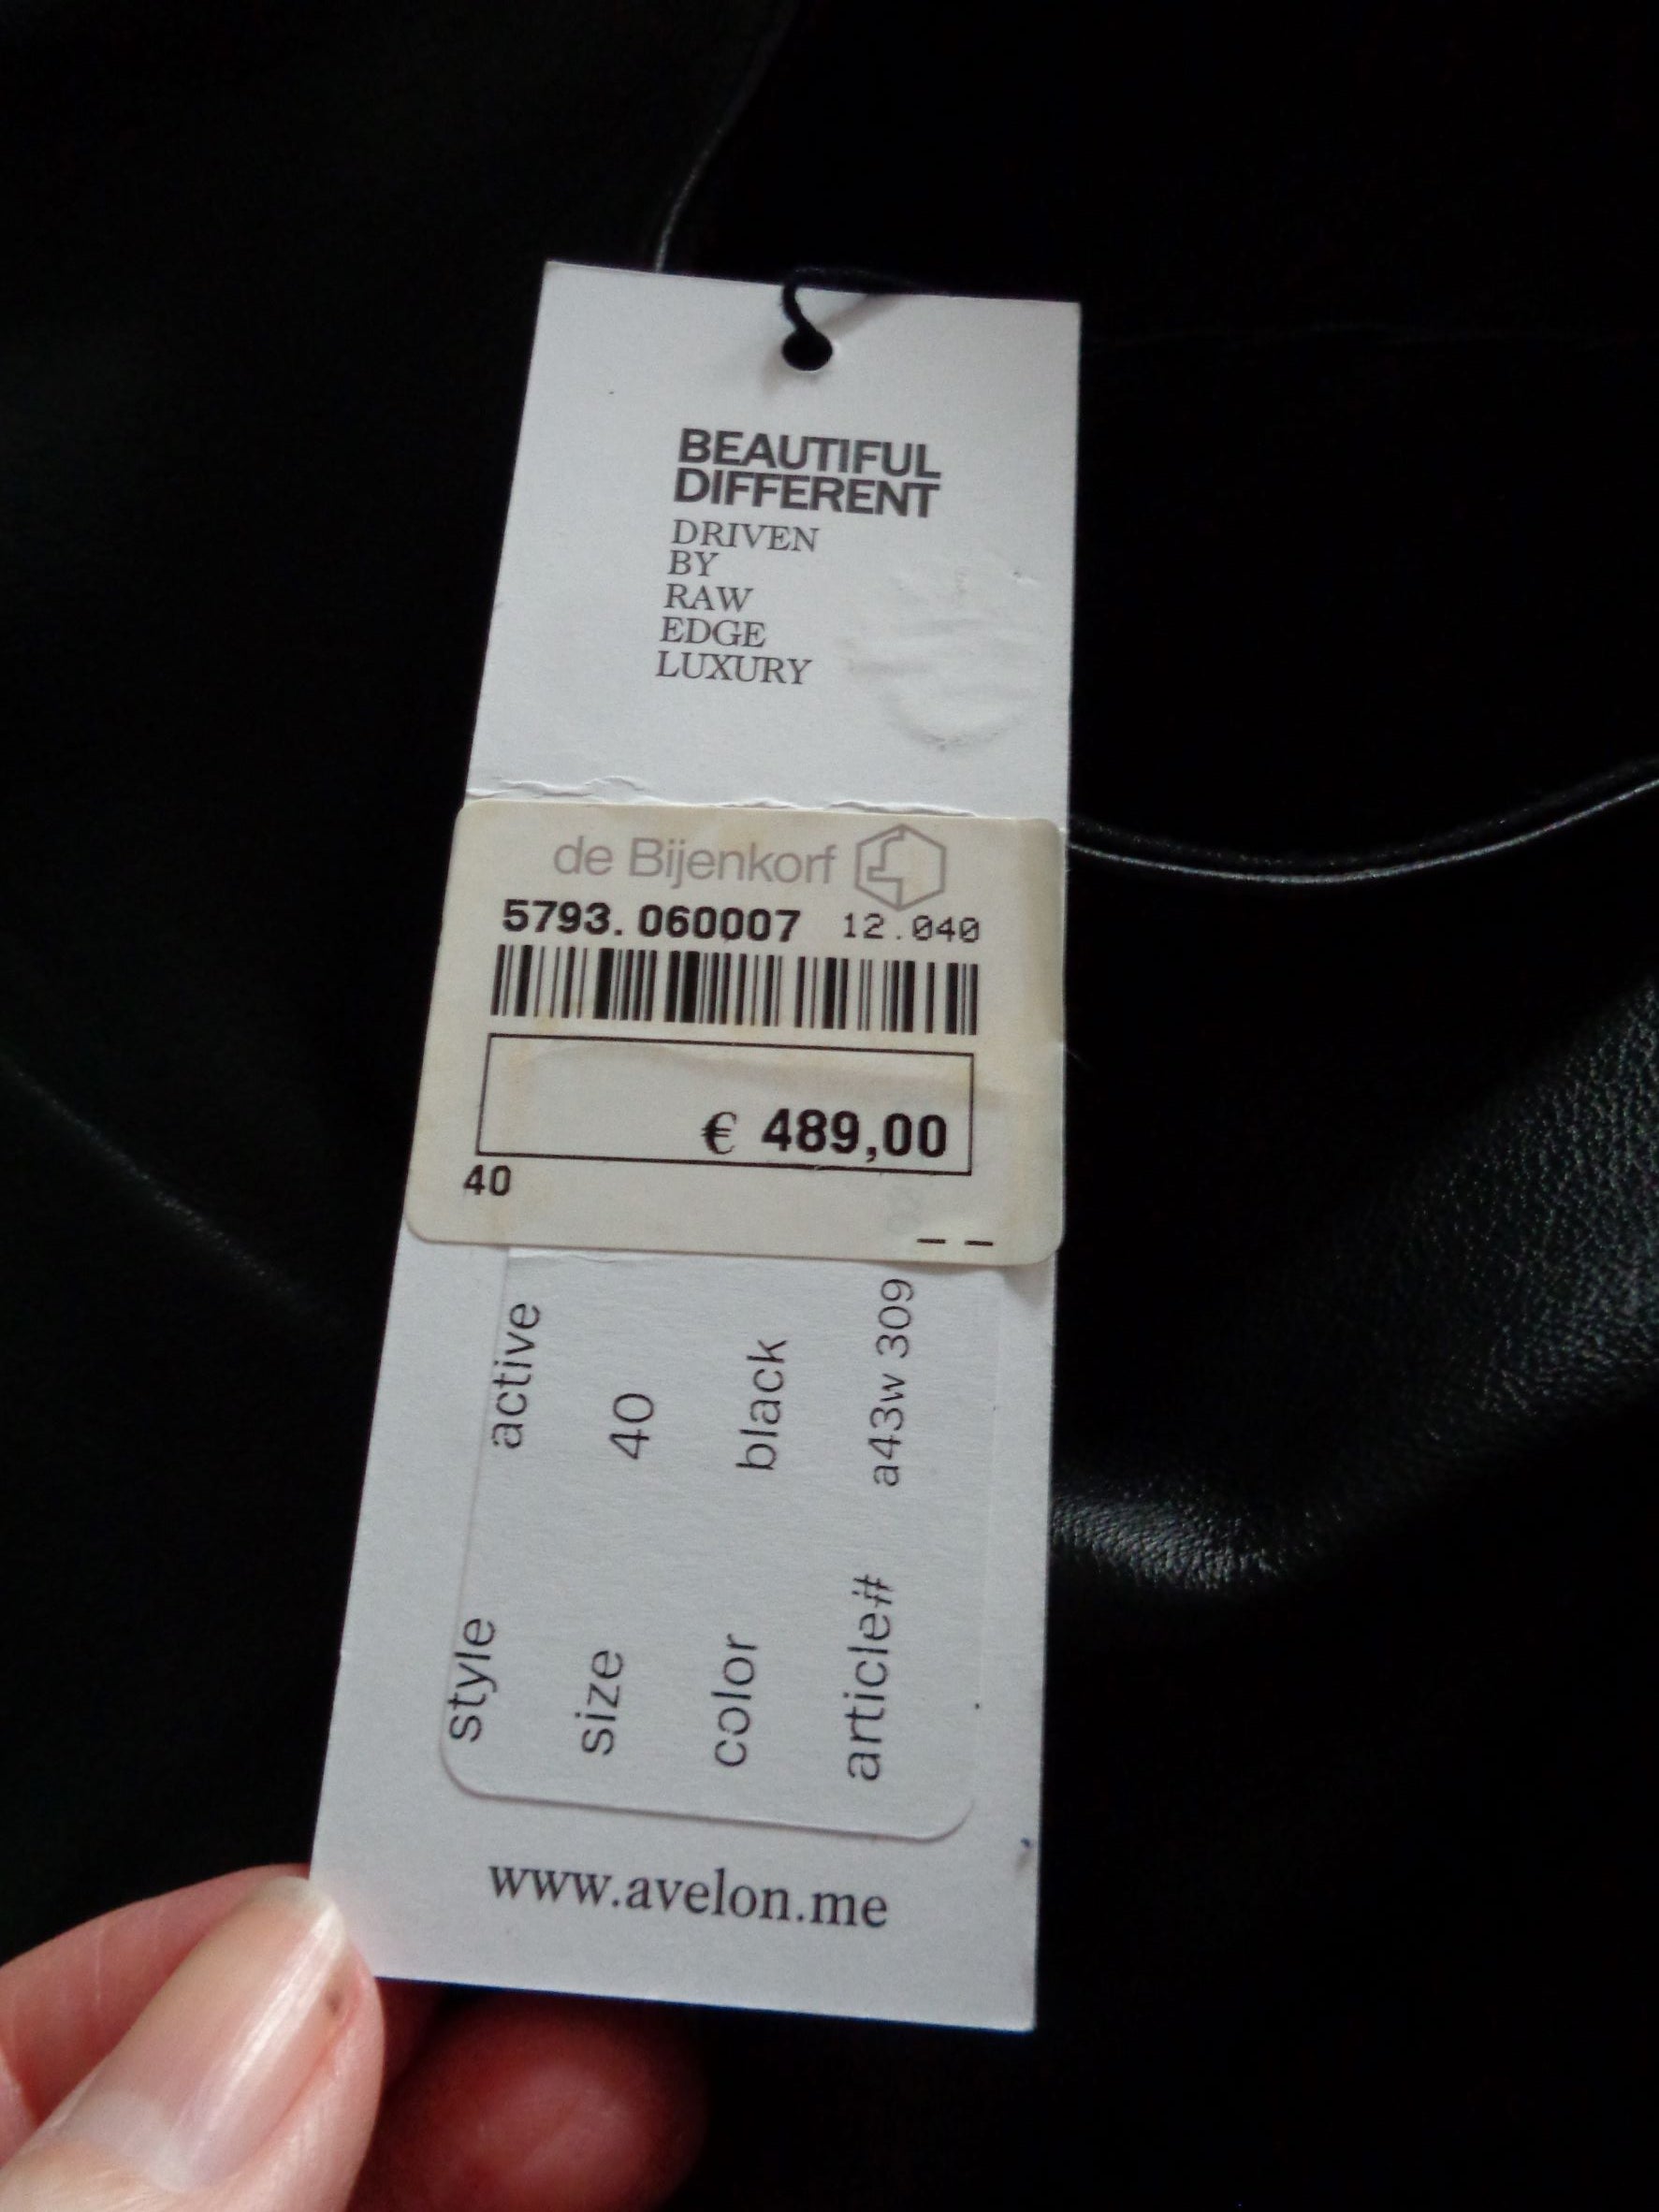 BEAUTIFUL
DIFFERENT
DRIVEN
BY
RAW
EDGE
LUXURY
de Bijenkorf
5793. 060007 12.040
€ 489,00
40
– –
style active
size 40
color black
article# a43w 309
www.avelon.me